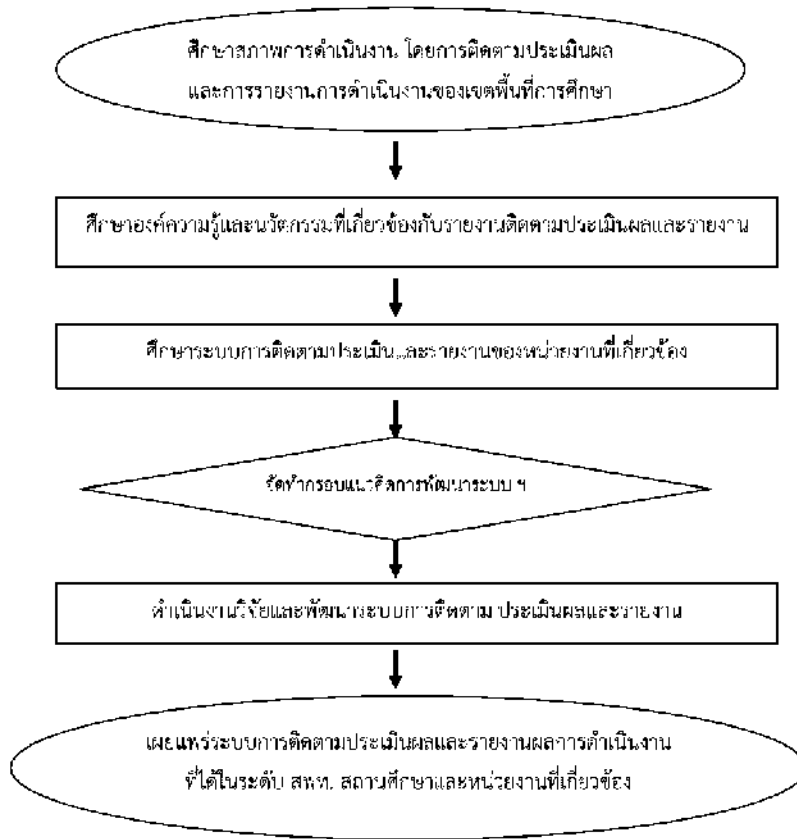 ศึกษาสภาพการดำเนินงาน โดยการติดตามประเมินผล
และการรายงานการดำเนินงานของเขตพื้นที่การศึกษา
ศึกษาองค์ความรู้และนวัตกรรมที่เกี่ยวข้องกับรายงานติดตามประเมินผลและรายงาน
ศึกษาระบบการติดตามประเมินและรายงานของหน่วยงานที่เกี่ยวข้อง
จัดทำกรอบแนวคิดการพัฒนาระบบ ฯ
ดำเนินงานวิจัยและพัฒนาระบบการติดตาม ประเมินผลและรายงาน
เผยแพร่ระบบการติดตามประเมินผลและรายงานผลการดำเนินงาน
ที่ได้ในระดับ สพท. สถานศึกษาและหน่วยงานที่เกี่ยวข้อง